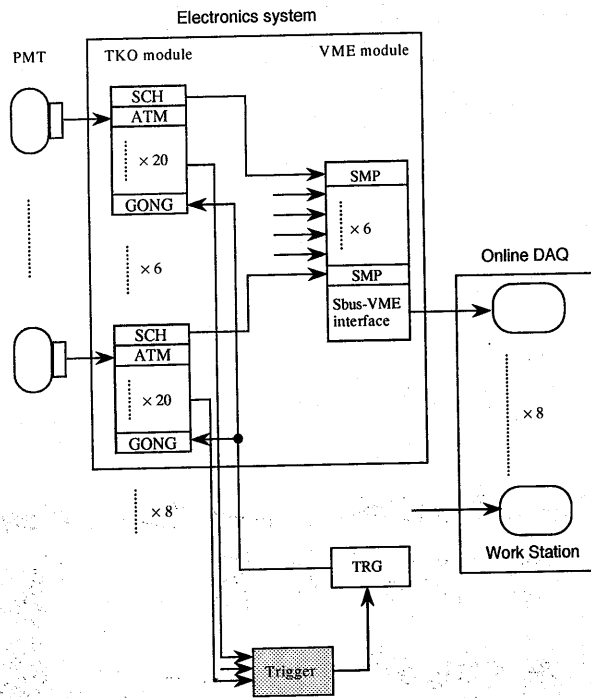 Electronics system
PMT
TKO module
VME module
SCH
ATM
× 20
GONG
× 6
SMP
× 6
SMP
Sbus-VME
interface
Online DAQ
SCH
ATM
× 20
GONG
× 8
× 8
Work Station
TRG
Trigger